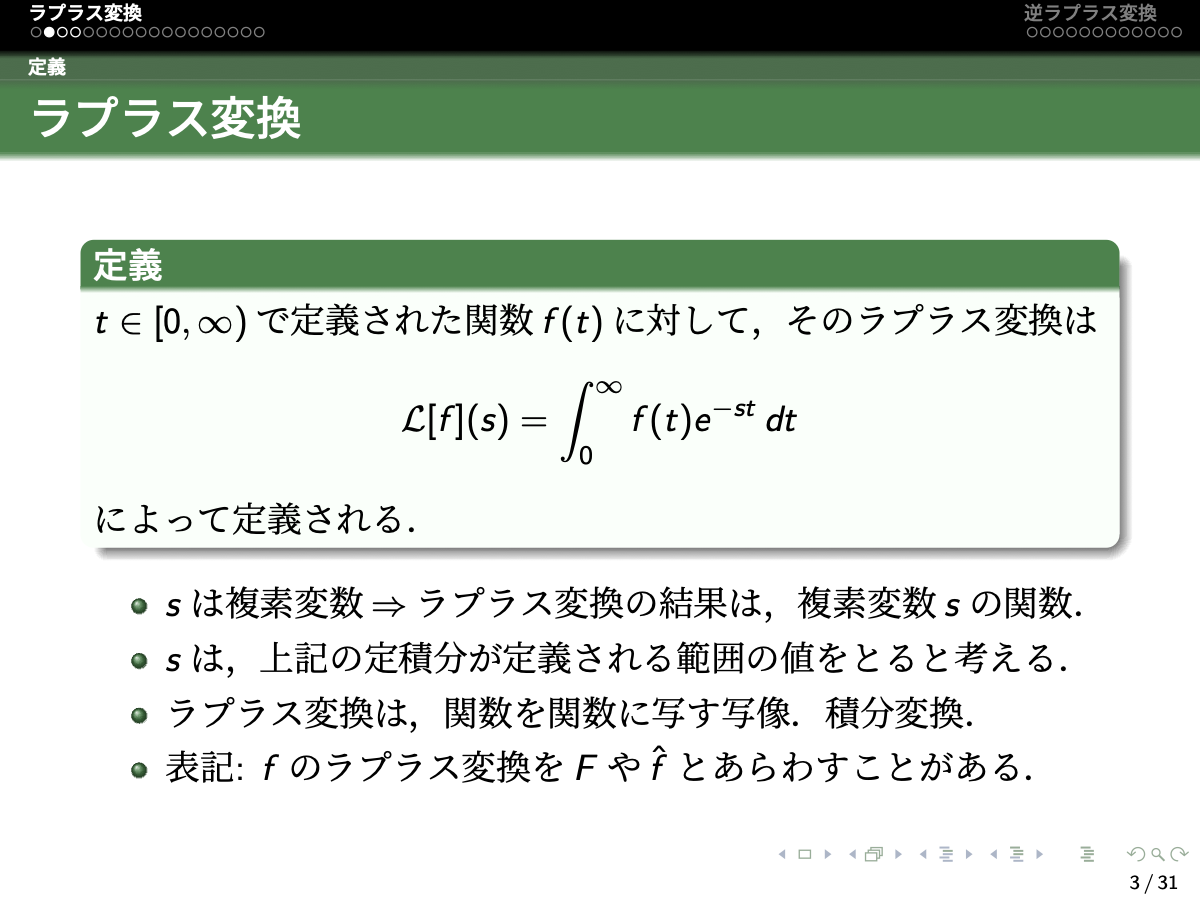 ラプラス変換
逆ラプラス変換
定義
ラプラス変換
定義
t ∈ [0, ∞) で定義された関数 f(t) に対して，そのラプラス変換は
ℒ[f](s) = ∫₀^∞ f(t)e^{−st} dt
によって定義される．
s は複素変数 ⇒ ラプラス変換の結果は，複素変数 s の関数．
s は，上記の定積分が定義される範囲の値をとると考える．
ラプラス変換は，関数を関数に写す写像．積分変換．
表記: f のラプラス変換を F や f̂ とあらわすことがある．
3 / 31